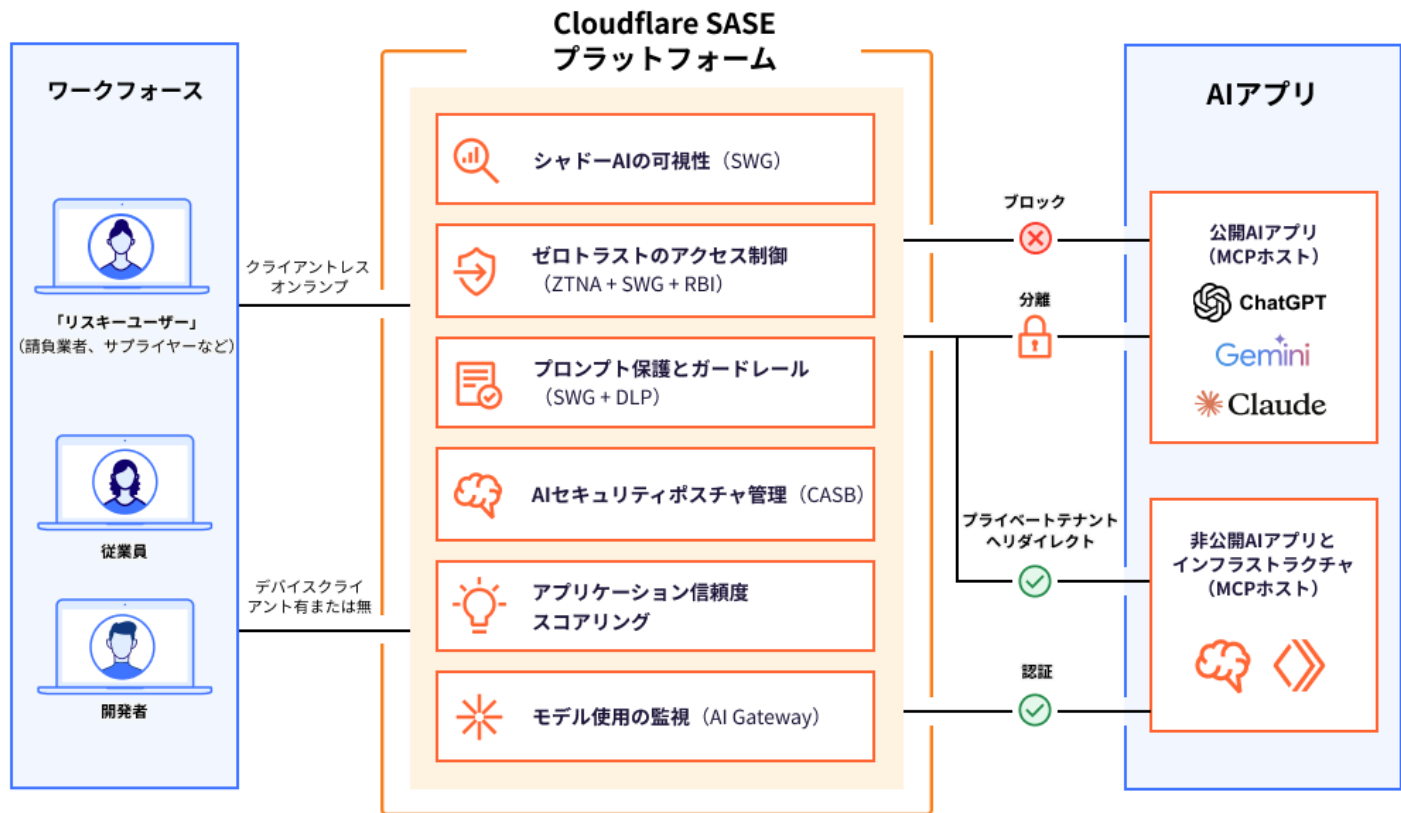 Cloudflare SASE
プラットフォーム
ワークフォース
「リスキーユーザー」
（請負業者、サプライヤーなど）
従業員
開発者
クライアントレス
オンランプ
デバイスクライ
アント有または無
シャドーAIの可視性（SWG）
ゼロトラストのアクセス制御
（ZTNA + SWG + RBI）
プロンプト保護とガードレール
（SWG + DLP）
AIセキュリティポスチャ管理（CASB）
アプリケーション信頼度
スコアリング
モデル使用の監視（AI Gateway）
ブロック
分離
プライベートテナント
へリダイレクト
認証
AIアプリ
公開AIアプリ
（MCPホスト）
ChatGPT
Gemini
Claude
非公開AIアプリと
インフラストラクチャ
（MCPホスト）